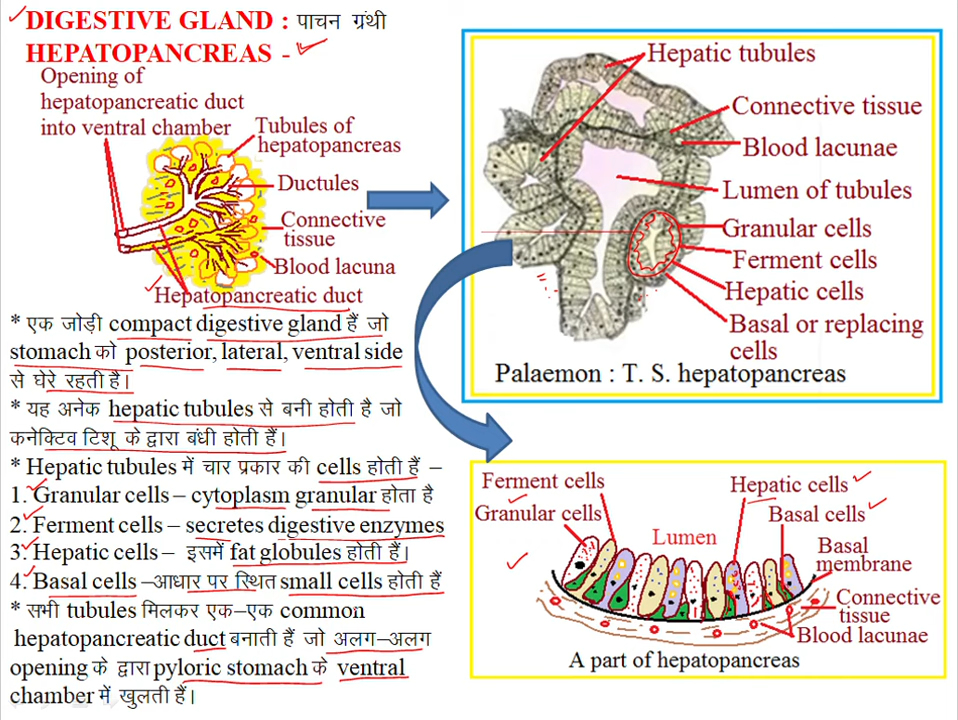 DIGESTIVE GLAND : पाचन ग्रंथी
HEPATOPANCREAS -
Opening of
hepatopancreatic duct
into ventral chamber
Tubules of
hepatopancreas
Ductules
Connective
tissue
Blood lacuna
Hepatopancreatic duct
* एक जोड़ी compact digestive gland हैं जो
stomach को posterior, lateral, ventral side
से घेरे रहती है।
* यह अनेक hepatic tubules से बनी होती है जो
कनेक्टिव टिशू के द्वारा बंधी होती हैं।
* Hepatic tubules में चार प्रकार की cells होती हैं –
1. Granular cells – cytoplasm granular होता है
2. Ferment cells – secretes digestive enzymes
3. Hepatic cells – इसमें fat globules होती हैं।
4. Basal cells –आधार पर स्थित small cells होती हैं
* सभी tubules मिलकर एक–एक common
hepatopancreatic duct बनाती हैं जो अलग–अलग
opening के द्वारा pyloric stomach के ventral
chamber में खुलती हैं।
Hepatic tubules
Connective tissue
Blood lacunae
Lumen of tubules
Granular cells
Ferment cells
Hepatic cells
Basal or replacing
cells
Palaemon : T. S. hepatopancreas
Ferment cells
Granular cells
Lumen
Hepatic cells
Basal cells
Basal
membrane
Connective
tissue
Blood lacunae
A part of hepatopancreas